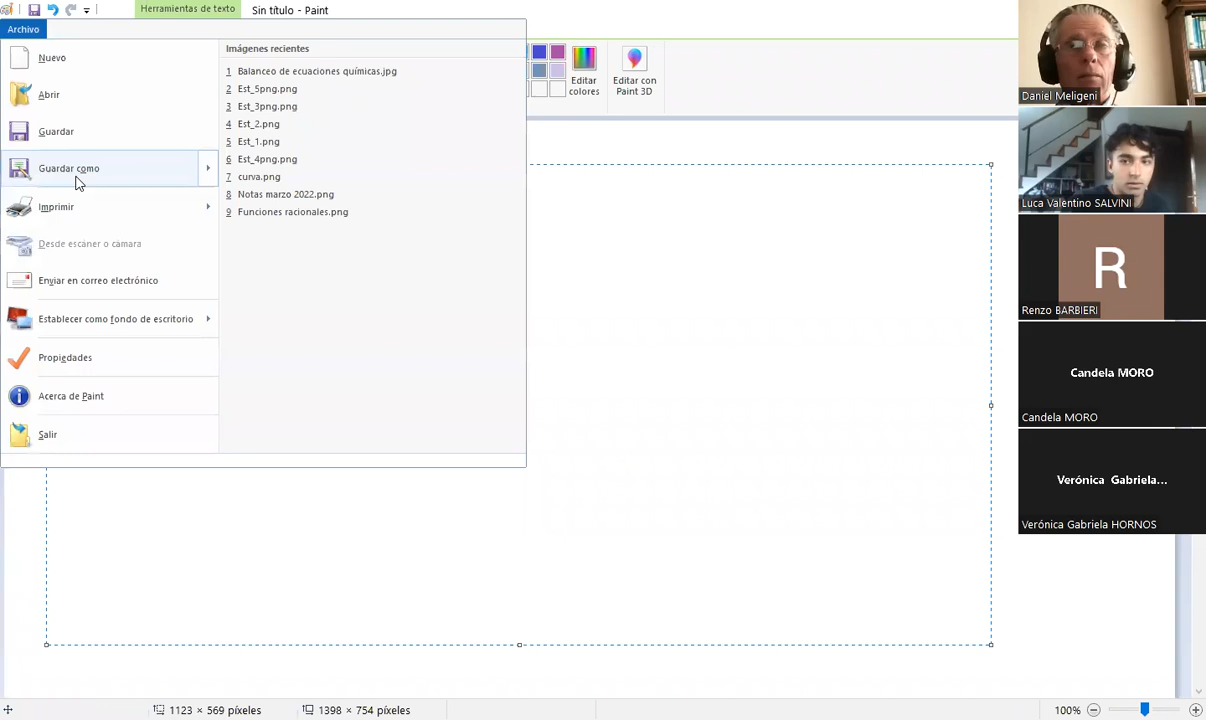 Herramientas de texto
Sin título - Paint
Archivo
Nuevo
Abrir
Guardar
Guardar como
Imprimir
Desde escáner o cámara
Enviar en correo electrónico
Establecer como fondo de escritorio
Propiedades
Acerca de Paint
Salir
Imágenes recientes
1 Balanceo de ecuaciones químicas.jpg
2 Est_5png.png
3 Est_3png.png
4 Est_2.png
5 Est_1.png
6 Est_4png.png
7 curva.png
8 Notas marzo 2022.png
9 Funciones racionales.png
Editar
colores
Editar con
Paint 3D
Daniel Meligeni
Luca Valentino SALVINI
R
Renzo BARBIERI
Candela MORO
Candela MORO
Verónica Gabriela...
Verónica Gabriela HORNOS
1123 × 569 píxeles
1398 × 754 píxeles
100%